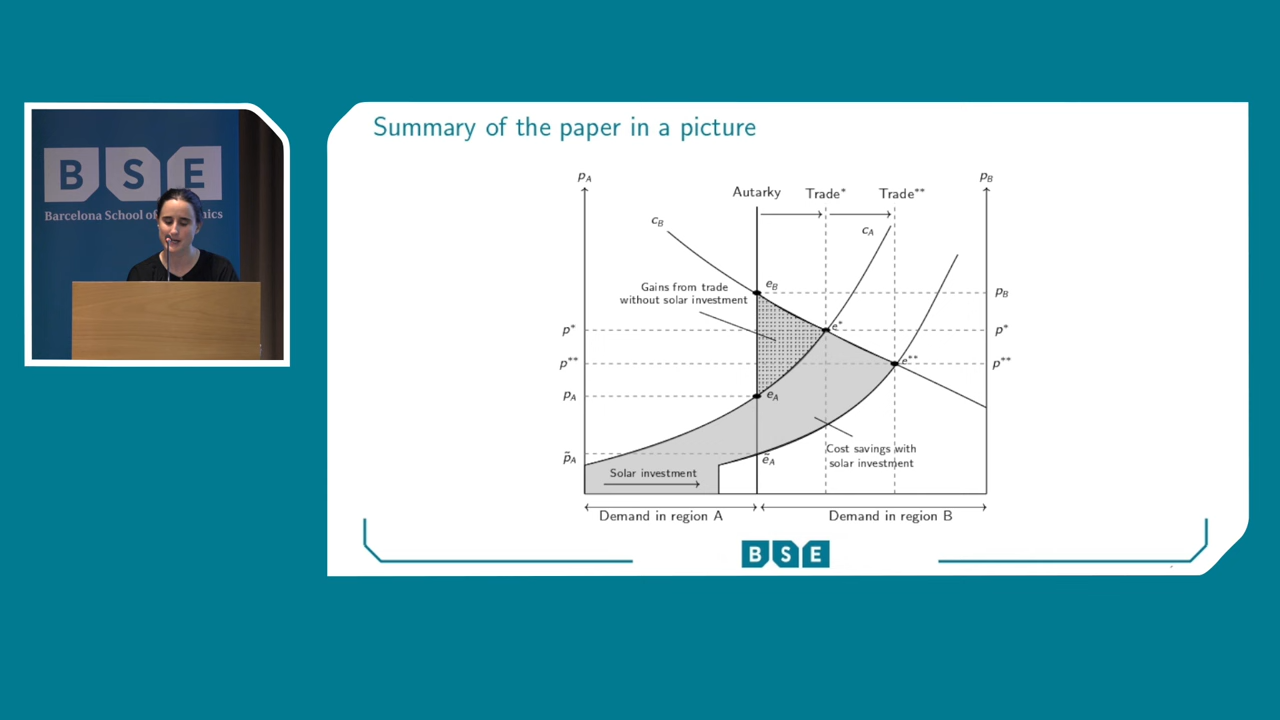 BSE
Barcelona School of
nics
Summary of the paper in a picture
p_A
p_B
Autarky
Trade*
Trade**
c_B
c_A
e_B
Gains from trade
without solar investment
p_B
p*
e*
p*
p**
e**
p**
p_A
e_A
Cost savings with
solar investment
p̃_A
ẽ_A
Solar investment
Demand in region A
Demand in region B
BSE